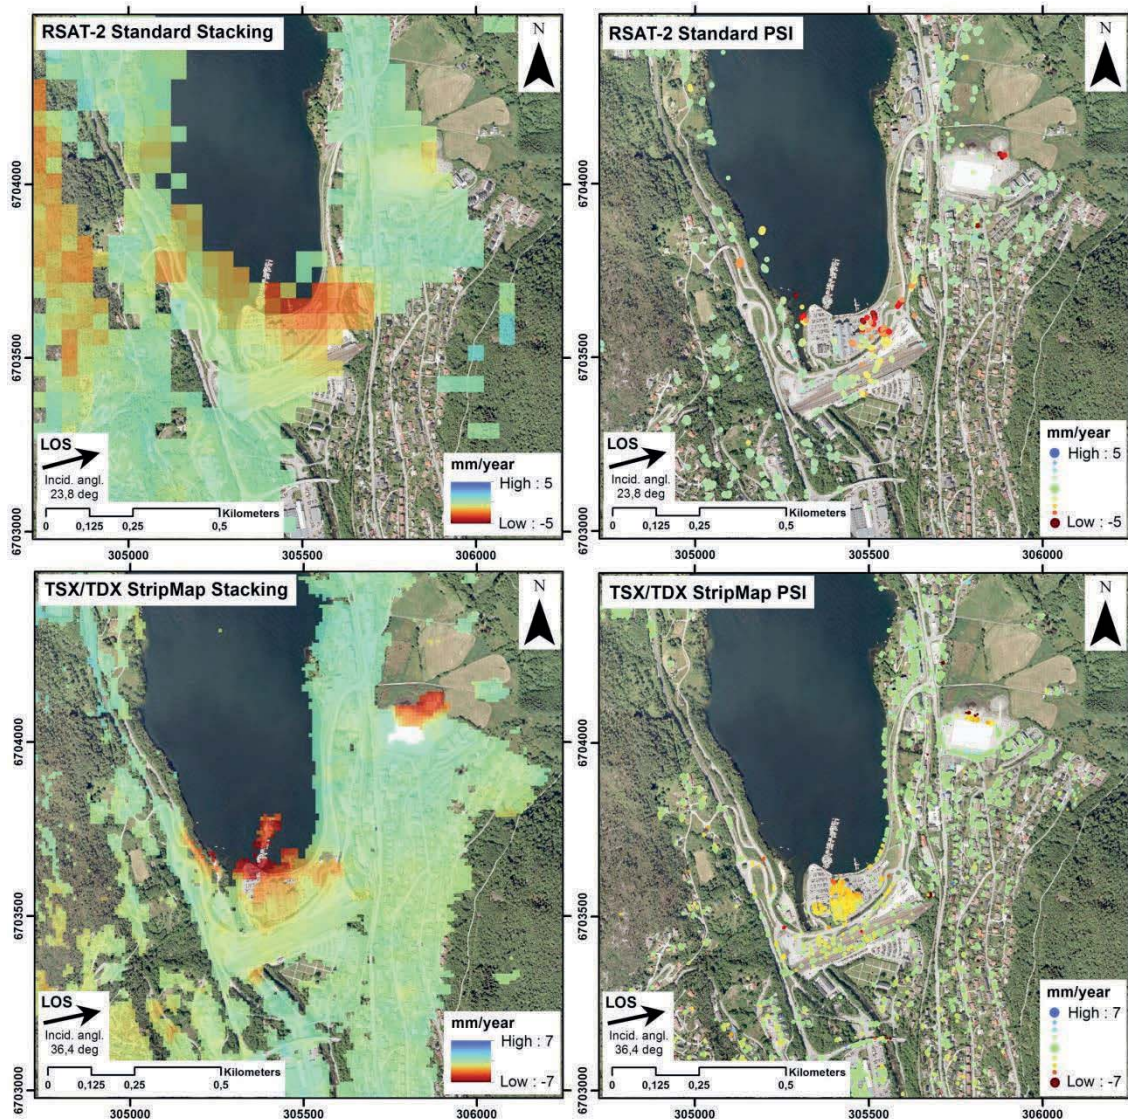 RSAT-2 Standard Stacking
N
6704000
6703500
6703000
LOS
Incid. angl.
23,8 deg
mm/year
High : 5
Low : -5
Kilometers
0 0,125 0,25 0,5
305000 305500 306000
RSAT-2 Standard PSI
N
6704000
6703500
6703000
LOS
Incid. angl.
23,8 deg
mm/year
High : 5
Low : -5
Kilometers
0 0,125 0,25 0,5
305000 305500 306000
TSX/TDX StripMap Stacking
N
6704000
6703500
6703000
LOS
Incid. angl.
36,4 deg
mm/year
High : 7
Low : -7
Kilometers
0 0,125 0,25 0,5
305000 305500 306000
TSX/TDX StripMap PSI
N
6704000
6703500
6703000
LOS
Incid. angl.
36,4 deg
mm/year
High : 7
Low : -7
Kilometers
0 0,125 0,25 0,5
305000 305500 306000